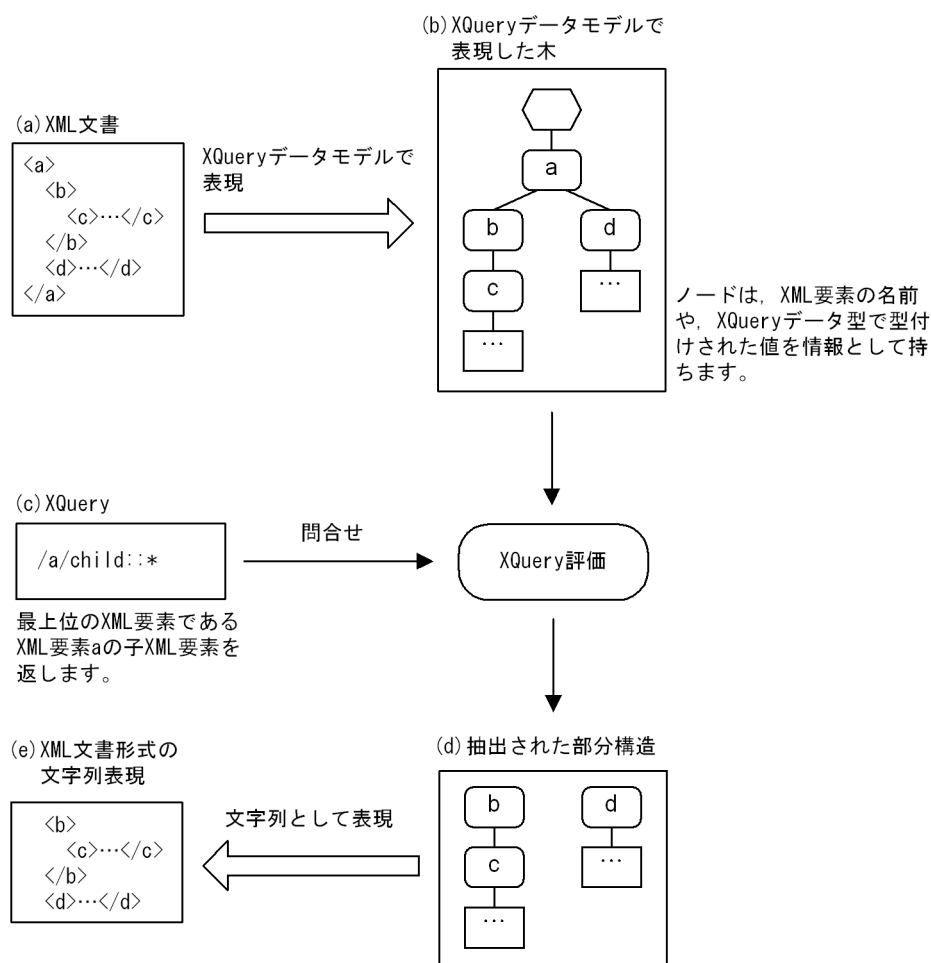 (b)XQueryデータモデルで
表現した木
(a)XML文書
XQueryデータモデルで
表現
<a>
<b>
<c>…</c>
</b>
<d>…</d>
</a>
a
b
d
c
…
…
ノードは，XML要素の名前
や，XQueryデータ型で型付
けされた値を情報として持
ちます。
(c)XQuery
/a/child::*
問合せ
XQuery評価
最上位のXML要素である
XML要素aの子XML要素を
返します。
(e)XML文書形式の
文字列表現
(d)抽出された部分構造
<b>
<c>…</c>
</b>
<d>…</d>
文字列として表現
b
d
c
…
…